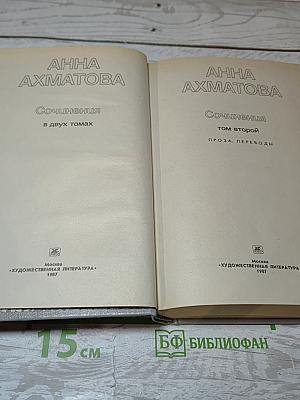 АННА
АХМАТОВА
Сочинения
в двух томах
Москва
«ХУДОЖЕСТВЕННАЯ ЛИТЕРАТУРА»
1987
АННА
АХМАТОВА
Сочинения
том второй
ПРОЗА. ПЕРЕВОДЫ
Москва
«ХУДОЖЕСТВЕННАЯ ЛИТЕРАТУРА»
1987
15 см
БФ БИБЛИОФАН